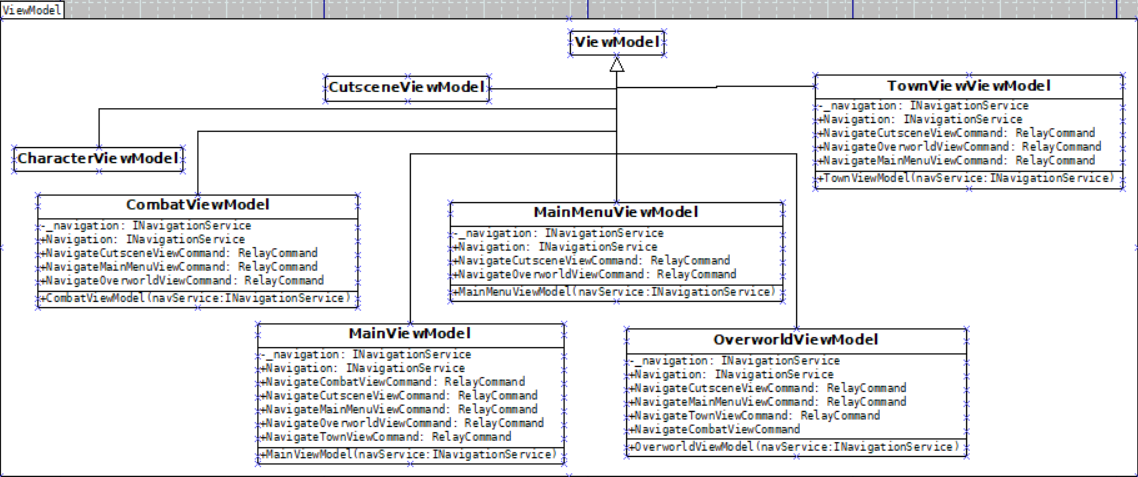 ViewModel
ViewModel
CutsceneViewModel
TownViewViewModel
-_navigation: INavigationService
+Navigation: INavigationService
+NavigateCutsceneViewCommand: RelayCommand
+NavigateOverworldViewCommand: RelayCommand
+NavigateMainMenuViewCommand: RelayCommand
+TownViewModel(navService:INavigationService)
CharacterViewModel
CombatViewModel
-_navigation: INavigationService
+Navigation: INavigationService
+NavigateCutsceneViewCommand: RelayCommand
+NavigateMainMenuViewCommand: RelayCommand
+NavigateOverworldViewCommand: RelayCommand
+CombatViewModel(navService:INavigationService)
MainMenuViewModel
-_navigation: INavigationService
+Navigation: INavigationService
+NavigateCutsceneViewCommand: RelayCommand
+NavigateOverworldViewCommand: RelayCommand
+MainMenuViewModel(navService:INavigationService)
MainViewModel
-_navigation: INavigationService
+Navigation: INavigationService
+NavigateCombatViewCommand: RelayCommand
+NavigateCutsceneViewCommand: RelayCommand
+NavigateMainMenuViewCommand: RelayCommand
+NavigateOverworldViewCommand: RelayCommand
+NavigateTownViewCommand: RelayCommand
+MainViewModel(navService:INavigationService)
OverworldViewModel
-_navigation: INavigationService
+Navigation: INavigationService
+NavigateCutsceneViewCommand: RelayCommand
+NavigateMainMenuViewCommand: RelayCommand
+NavigateTownViewCommand: RelayCommand
+NavigateCombatViewCommand
+OverworldViewModel(navService:INavigationService)